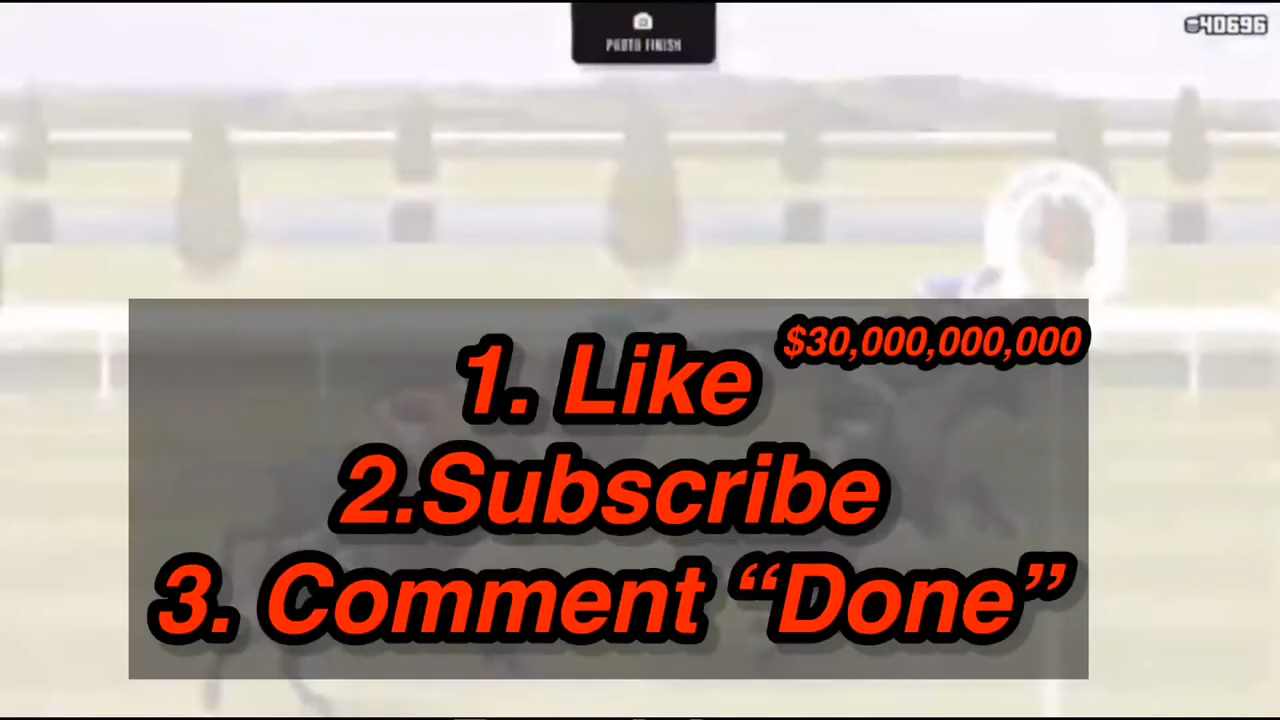 PHOTO FINISH
40696
$30,000,000,000
1. Like
2.Subscribe
3. Comment “Done”